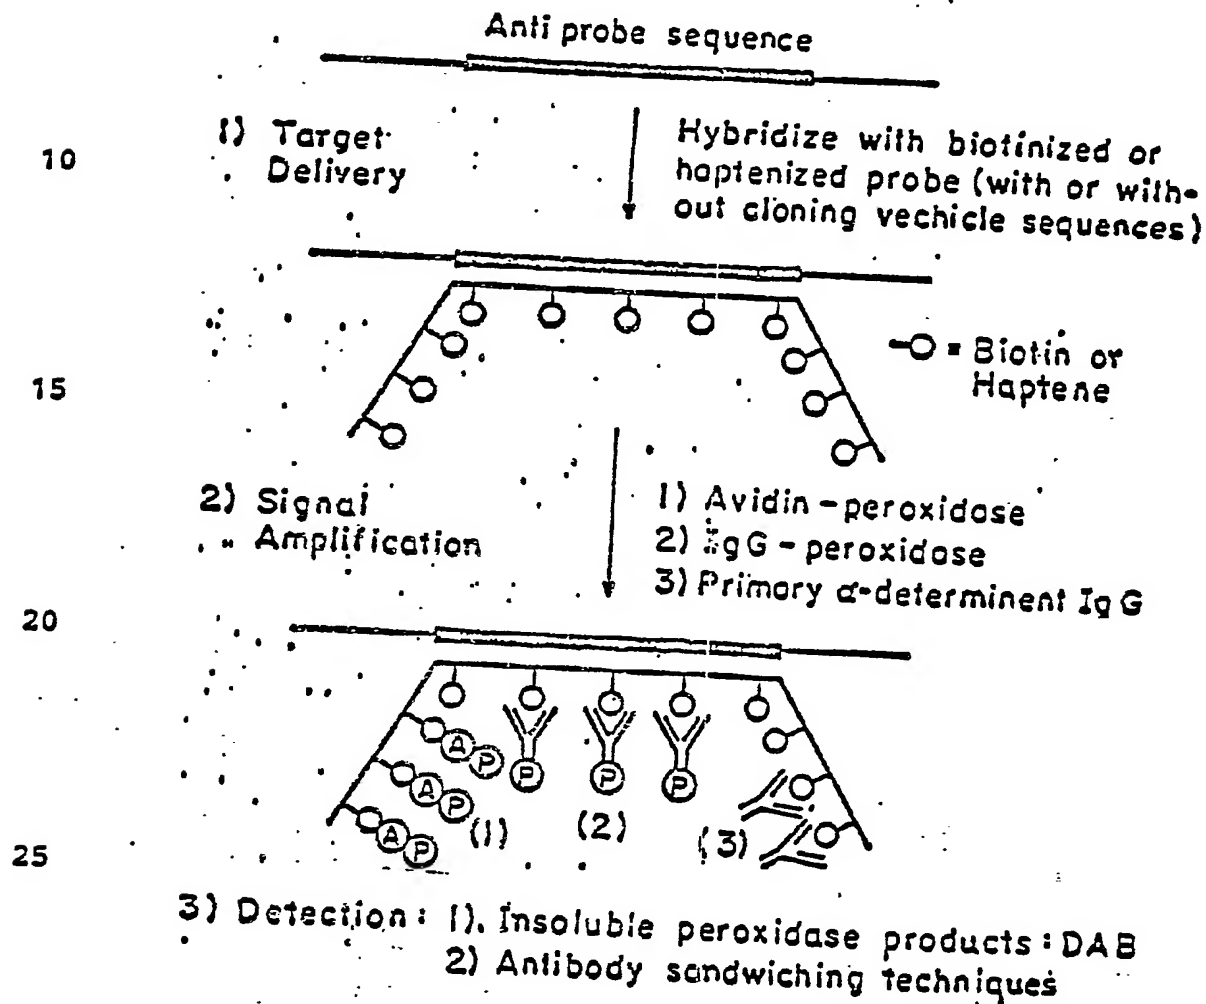 Anti probe sequence
10
1) Target
Delivery
Hybridize with biotinized or
haptenized probe (with or with-
out cloning vechicle sequences)
-O = Biotin or
Haptene
15
2) Signal
Amplification
1) Avidin-peroxidase
2) IgG-peroxidase
3) Primary α-determinent IgG
20
A P
A P
A P
P
P
P
(1)
(2)
(3)
25
3) Detection: 1). Insoluble peroxidase products: DAB
2) Antibody sandwiching techniques